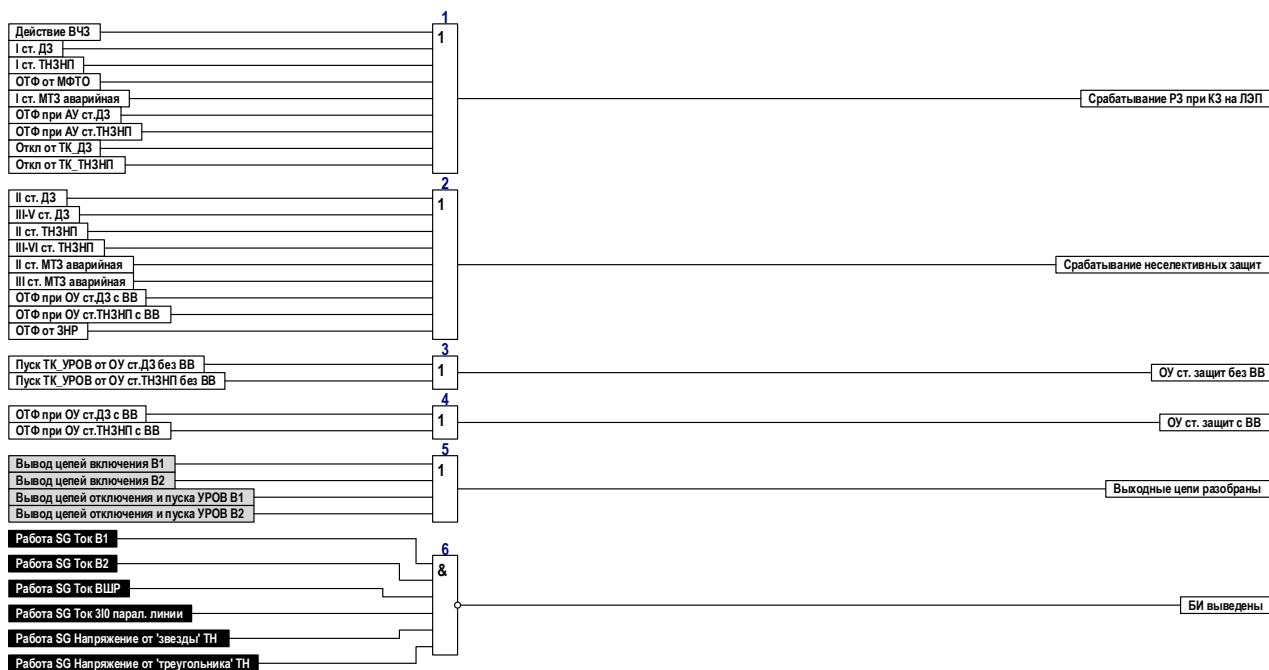 1
Действие ВЧЗ
I ст. ДЗ
I ст. ТНЗНП
ОТФ от МФТО
I ст. МТЗ аварийная
ОТФ при АУ ст.ДЗ
ОТФ при АУ ст.ТНЗНП
Откл от ТК_ДЗ
Откл от ТК_ТНЗНП
1
Срабатывание РЗ при КЗ на ЛЭП
2
II ст. ДЗ
III-V ст. ДЗ
II ст. ТНЗНП
III-VI ст. ТНЗНП
II ст. МТЗ аварийная
III ст. МТЗ аварийная
ОТФ при ОУ ст.ДЗ с ВВ
ОТФ при ОУ ст.ТНЗНП с ВВ
ОТФ от ЗНР
1
Срабатывание неселективных защит
3
Пуск ТК_УРОВ от ОУ ст.ДЗ без ВВ
Пуск ТК_УРОВ от ОУ ст.ТНЗНП без ВВ
1
ОУ ст. защит без ВВ
4
ОТФ при ОУ ст.ДЗ с ВВ
ОТФ при ОУ ст.ТНЗНП с ВВ
1
ОУ ст. защит с ВВ
5
Вывод цепей включения В1
Вывод цепей включения В2
Вывод цепей отключения и пуска УРОВ В1
Вывод цепей отключения и пуска УРОВ В2
1
Выходные цепи разобраны
6
Работа SG Ток В1
Работа SG Ток В2
Работа SG Ток ВШР
Работа SG Ток 3I0 парал. линии
Работа SG Напряжение от 'звезды' ТН
Работа SG Напряжение от 'треугольника' ТН
&
БИ выведены